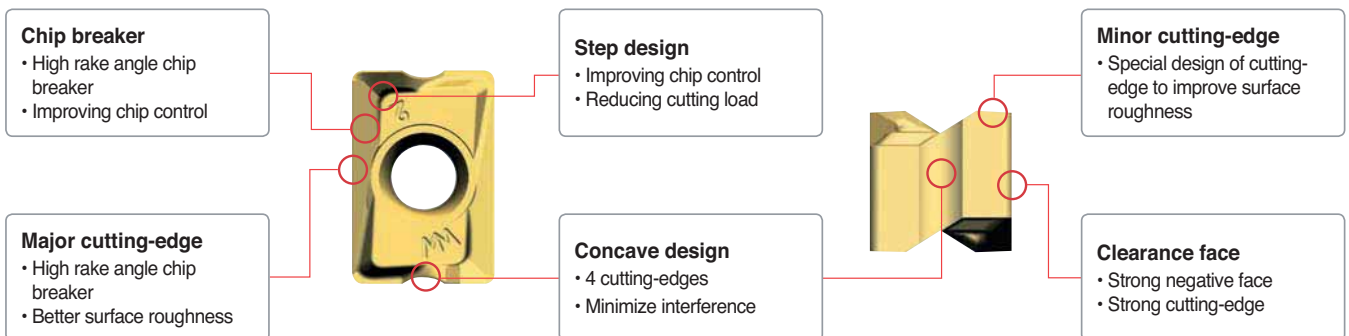 Chip breaker
• High rake angle chip
breaker
• Improving chip control
Step design
• Improving chip control
• Reducing cutting load
Minor cutting-edge
• Special design of cutting-
edge to improve surface
roughness
6
MM
Major cutting-edge
• High rake angle chip
breaker
• Better surface roughness
Concave design
• 4 cutting-edges
• Minimize interference
Clearance face
• Strong negative face
• Strong cutting-edge